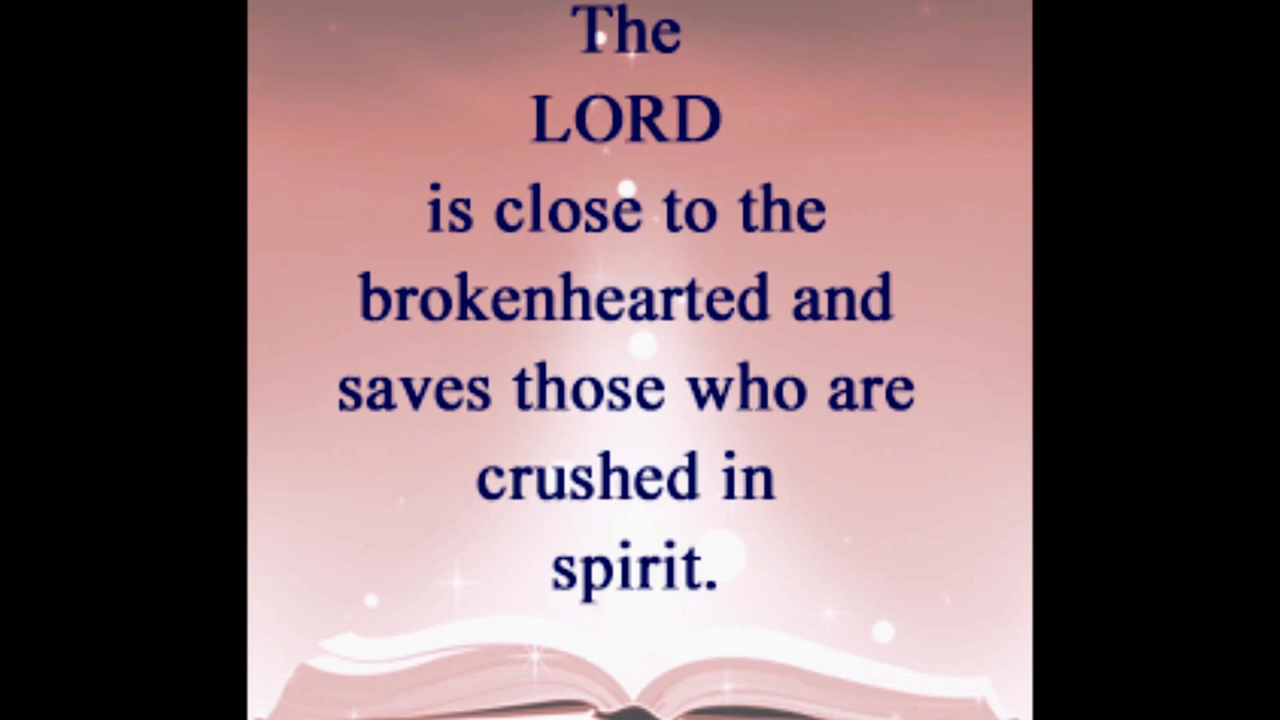 The
LORD
is close to the
brokenhearted and
saves those who are
crushed in
spirit.